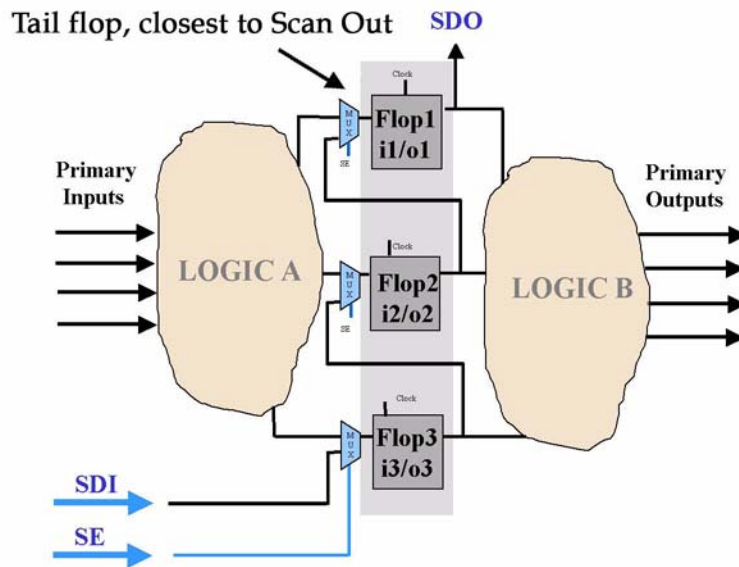 Tail flop, closest to Scan Out
SDO
Clock
MUX
Flop1
i1/o1
SE
Primary
Inputs
Primary
Outputs
LOGIC A
Clock
MUX
Flop2
i2/o2
SE
LOGIC B
Clock
MUX
Flop3
i3/o3
SDI
SE